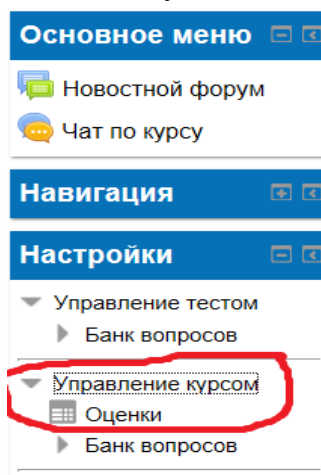 Основное меню
Новостной форум
Чат по курсу
Навигация
Настройки
Управление тестом
Банк вопросов
Управление курсом
Оценки
Банк вопросов